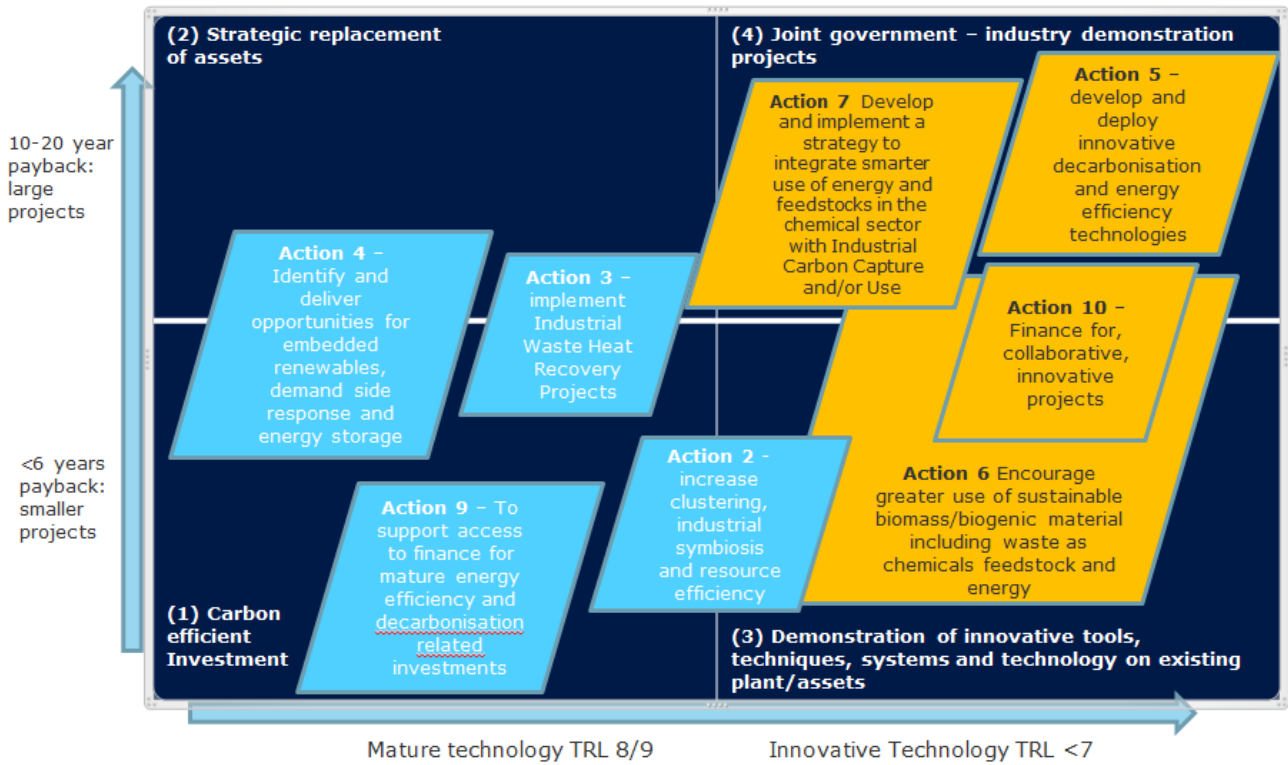 (2) Strategic replacement
of assets
(4) Joint government – industry demonstration
projects
10-20 year
payback:
large
projects
<6 years
payback:
smaller
projects
Action 7 Develop
and implement a
strategy to
integrate smarter
use of energy and
feedstocks in the
chemical sector
with Industrial
Carbon Capture
and/or Use
Action 5 –
develop and
deploy
innovative
decarbonisation
and energy
efficiency
technologies
Action 4 –
Identify and
deliver
opportunities for
embedded
renewables,
demand side
response and
energy storage
Action 3 –
implement
Industrial
Waste Heat
Recovery
Projects
Action 10 –
Finance for,
collaborative,
innovative
projects
Action 9 – To
support access
to finance for
mature energy
efficiency and
decarbonisation
related
investments
Action 2 -
increase
clustering,
industrial
symbiosis
and resource
efficiency
Action 6 Encourage
greater use of sustainable
biomass/biogenic material
including waste as
chemicals feedstock and
energy
(1) Carbon
efficient
Investment
(3) Demonstration of innovative tools,
techniques, systems and technology on existing
plant/assets
Mature technology TRL 8/9
Innovative Technology TRL <7